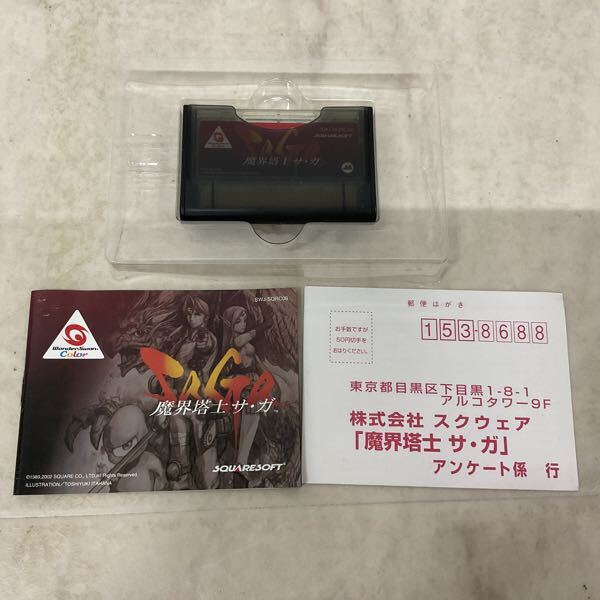 SaGa
SQUARESOFT
魔界塔士 サ・ガ
SWJ-SQRC06
WonderSwan
Color
SaGa
魔界塔士 サ・ガ™
SQUARESOFT
©1989,2002 SQUARE CO., LTD.all Rights Reserved.
ILLUSTRATION／TOSHIYUKI ITAHANA
郵便はがき
お手数ですが
50円切手を
おはりください。
1538688
東京都目黒区下目黒1-8-1
アルコタワー9F
株式会社 スクウェア
「魔界塔士 サ・ガ」
アンケート係 行